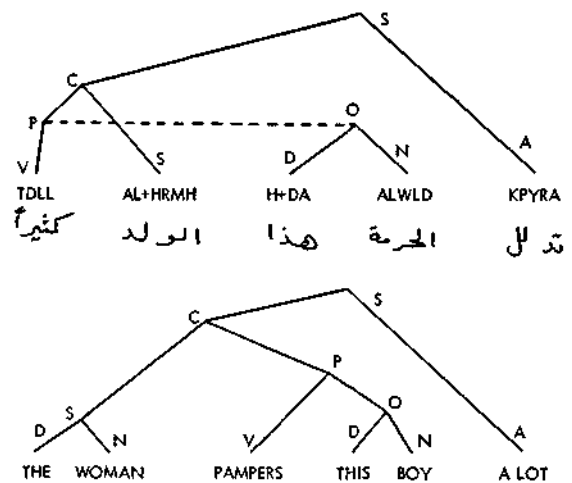 S
C
P O
V S D N A
TDLL AL+HRMH H+DA ALWLD KPYRA
تدلل الحرمة هذا الولد كثيراً
S
C
P
S O
D N V D N A
THE WOMAN PAMPERS THIS BOY A LOT